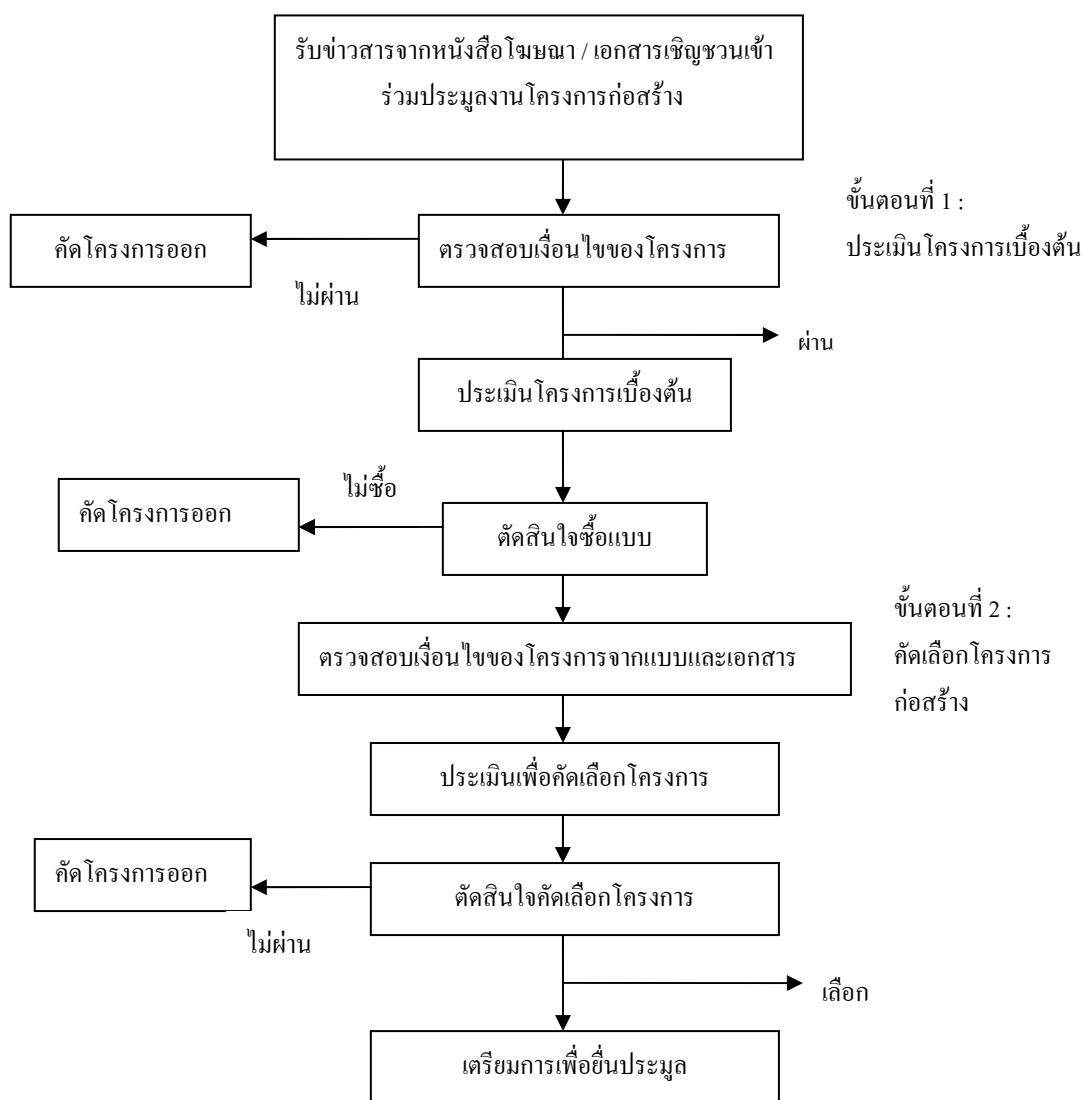 รับข่าวสารจากหนังสือโฆษณา / เอกสารเชิญชวนเข้า
ร่วมประมูลงานโครงการก่อสร้าง
ขั้นตอนที่ 1 :
ประเมินโครงการเบื้องต้น
คัดโครงการออก
ตรวจสอบเงื่อนไขของโครงการ
ไม่ผ่าน
ผ่าน
ประเมินโครงการเบื้องต้น
ไม่ซื้อ
คัดโครงการออก
ตัดสินใจซื้อแบบ
ขั้นตอนที่ 2 :
คัดเลือกโครงการ
ก่อสร้าง
ตรวจสอบเงื่อนไขของโครงการจากแบบและเอกสาร
ประเมินเพื่อคัดเลือกโครงการ
คัดโครงการออก
ตัดสินใจคัดเลือกโครงการ
ไม่ผ่าน
เลือก
เตรียมการเพื่อยื่นประมูล